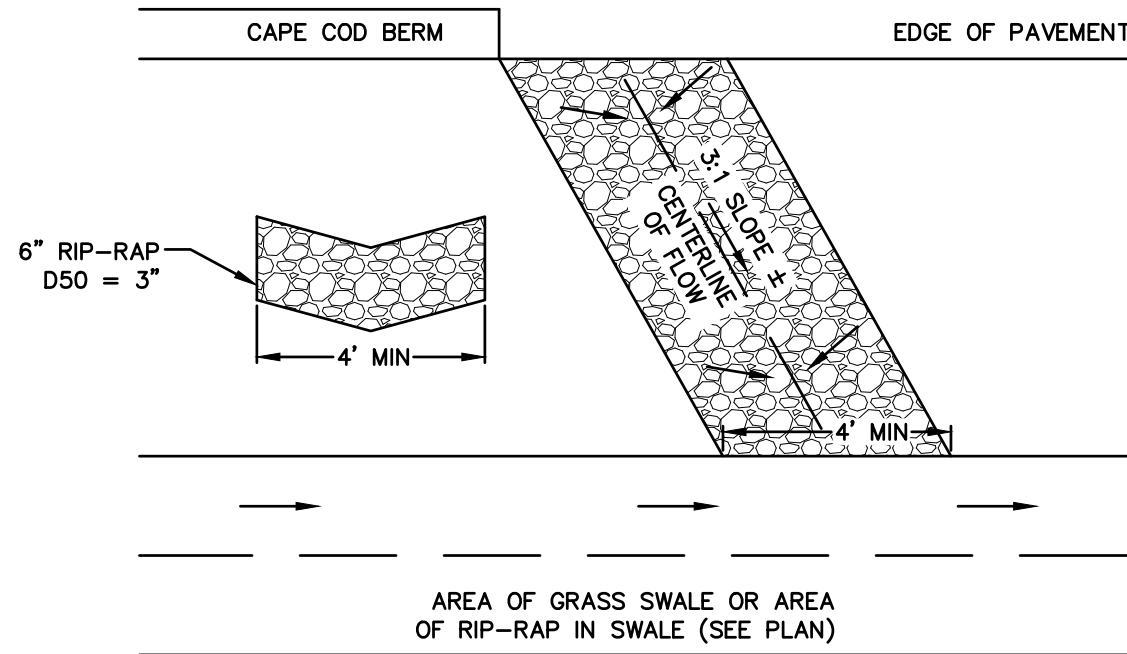 CAPE COD BERM
EDGE OF PAVEMENT
3:1 SLOPE ±
CENTERLINE
OF FLOW
6" RIP-RAP
D50 = 3"
4' MIN
4' MIN
AREA OF GRASS SWALE OR AREA
OF RIP-RAP IN SWALE (SEE PLAN)